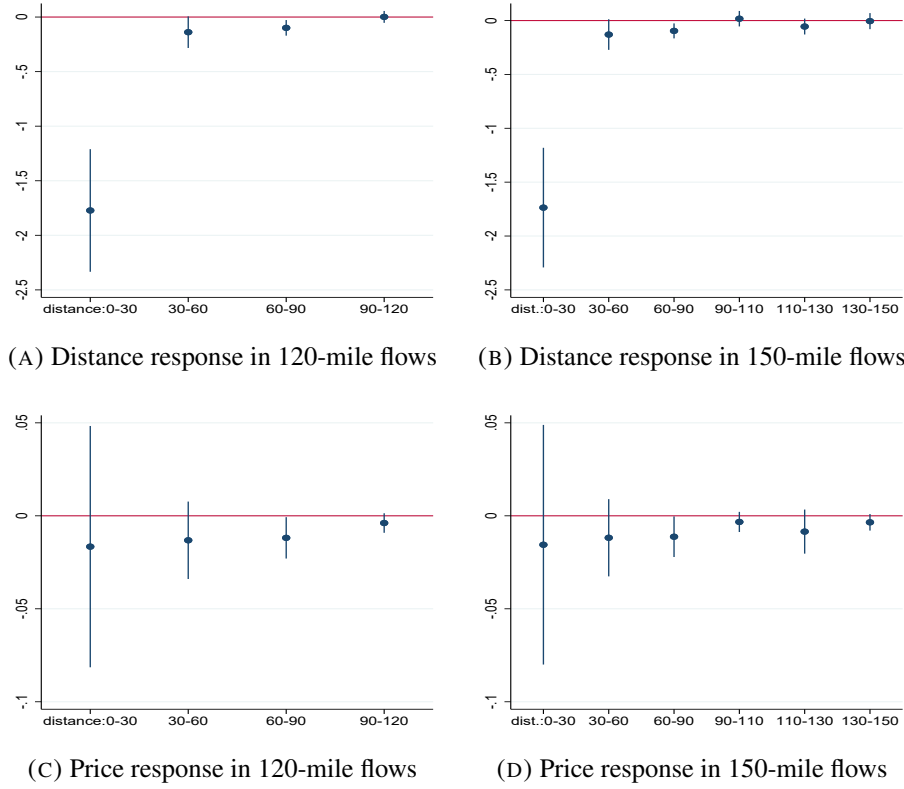 0
-.5
-1
-1.5
-2
-2.5
distance:0-30 30-60 60-90 90-120
(A) Distance response in 120-mile flows
0
-.5
-1
-1.5
-2
-2.5
dist.:0-30 30-60 60-90 90-110 110-130 130-150
(B) Distance response in 150-mile flows
.05
0
-.05
-.1
distance:0-30 30-60 60-90 90-120
(C) Price response in 120-mile flows
.05
0
-.05
-.1
dist.:0-30 30-60 60-90 90-110 110-130 130-150
(D) Price response in 150-mile flows